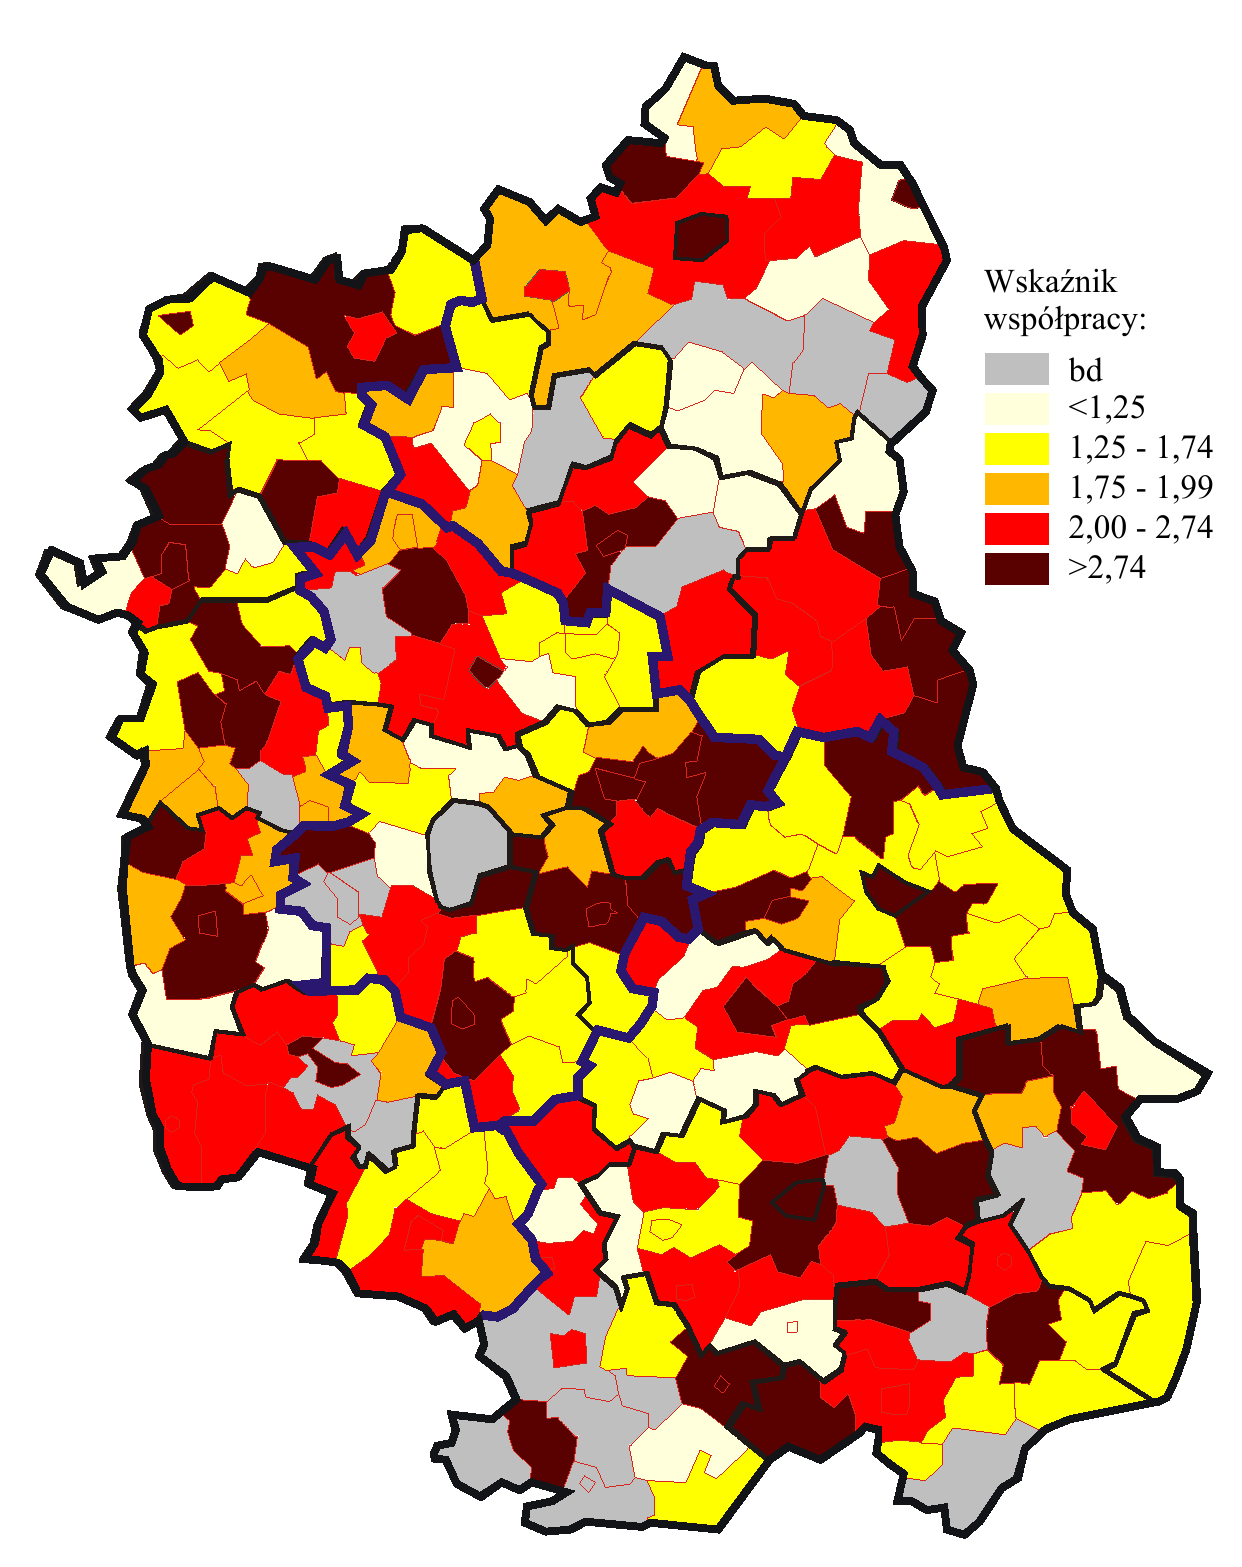 Wskaźnik
współpracy:
bd
<1,25
1,25 - 1,74
1,75 - 1,99
2,00 - 2,74
>2,74